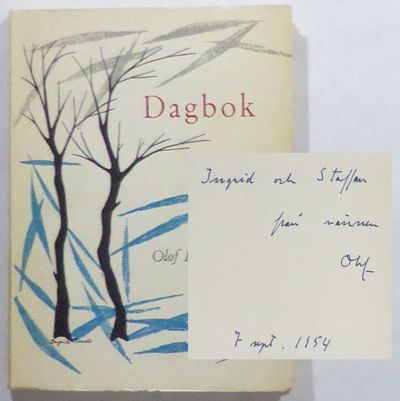 Dagbok
Olof
Ingrid och Staffan
från vännen
Olof
7 sept. 1954